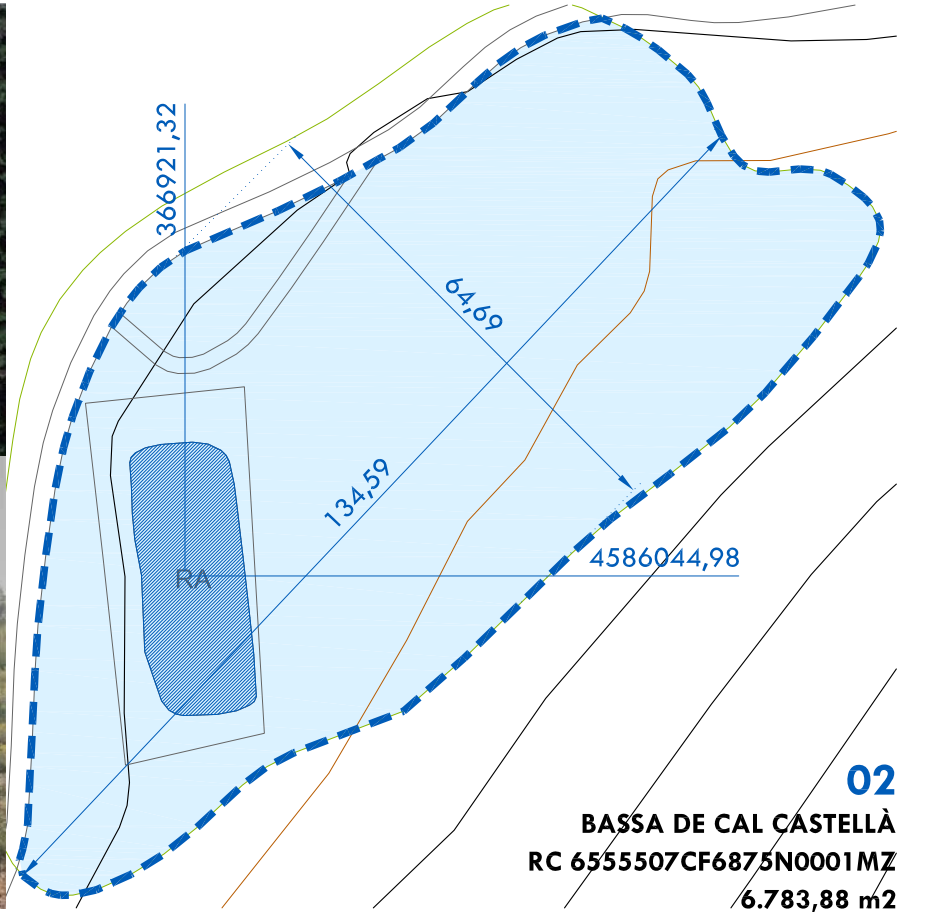 366921,32
64,69
134,59
4586044,98
RA
02
BASSA DE CAL CASTELLÀ
RC 6555507CF6875N0001MZ
6.783,88 m2